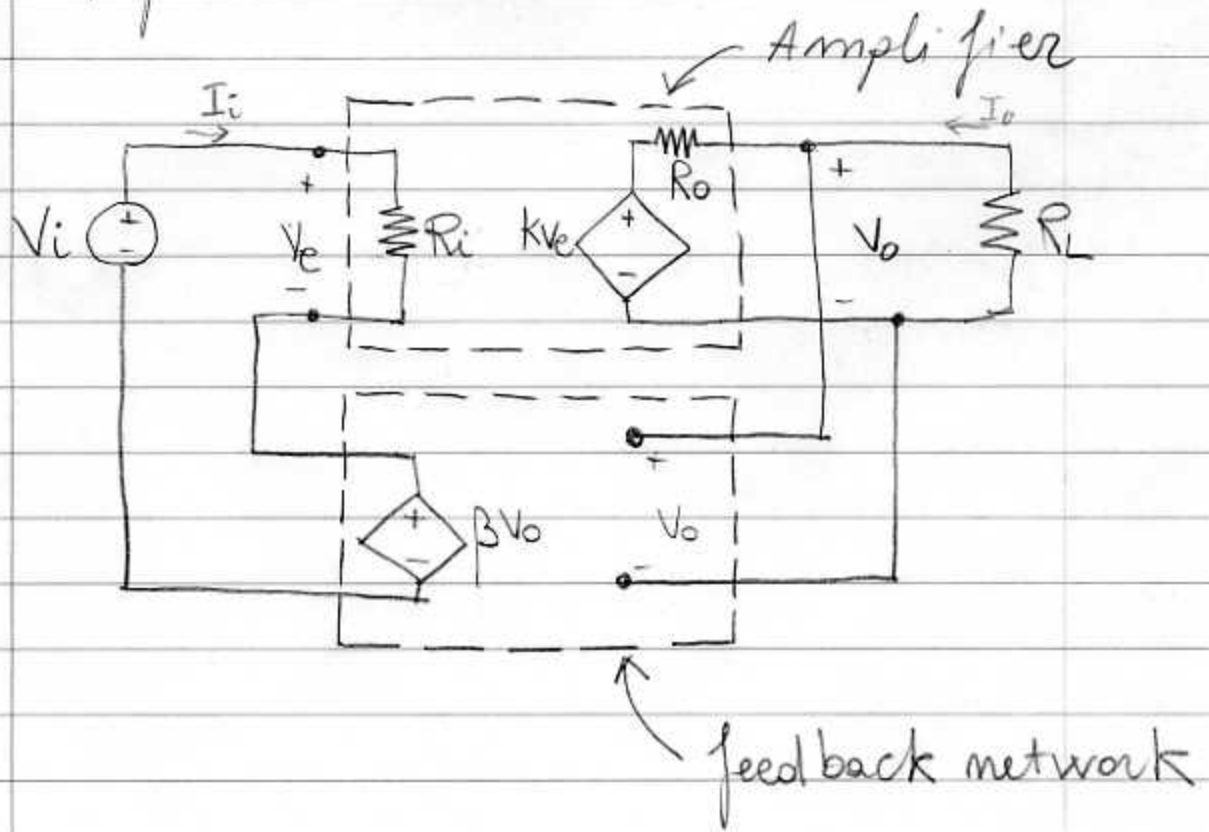 Amplifier
Ii
Io
+
Ro
+
Vi
+
-
Ve
Ri
kVe
+
-
Vo
RL
-
-
+
+
-
βVo
Vo
-
feedback network